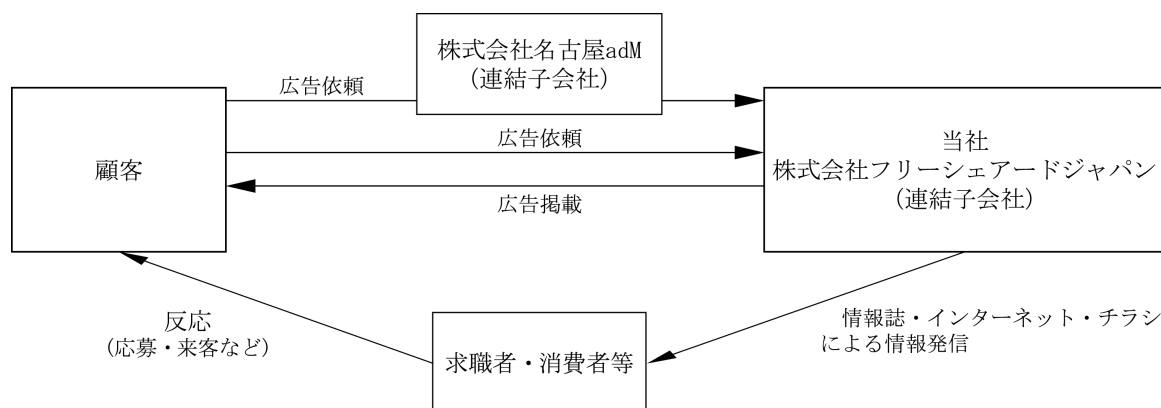 株式会社名古屋adM
(連結子会社)
広告依頼
広告依頼
顧客
当社
株式会社フリーシェアードジャパン
(連結子会社)
広告掲載
反応
(応募・来客など)
求職者・消費者等
情報誌・インターネット・チラシ
による情報発信